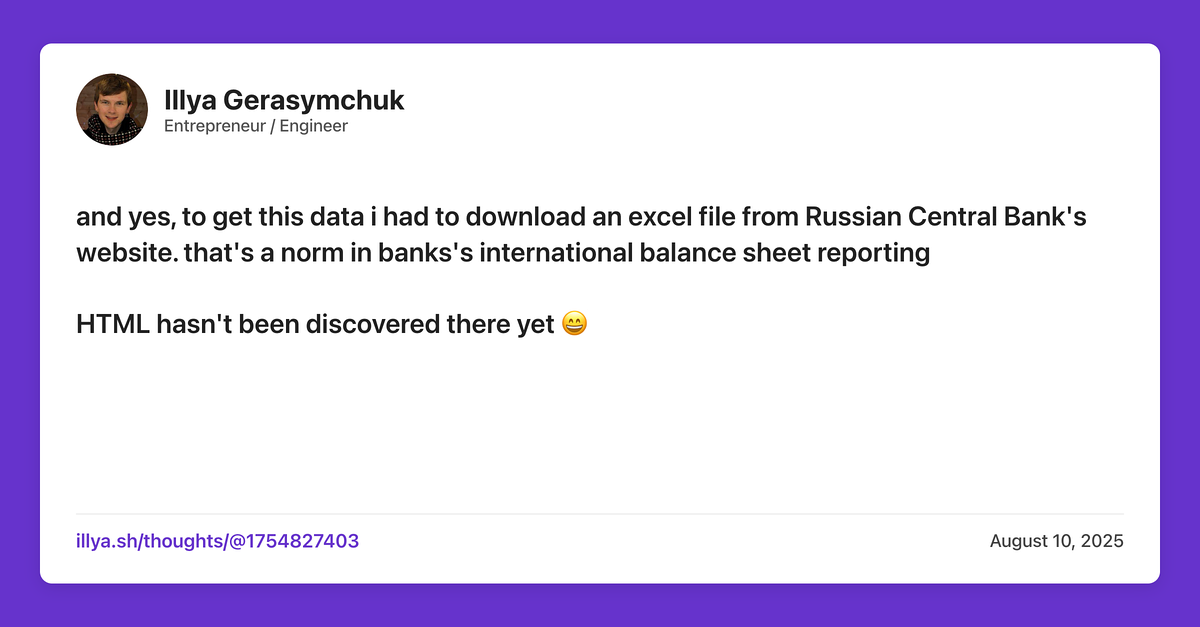 Illya Gerasymchuk
Entrepreneur / Engineer
and yes, to get this data i had to download an excel file from Russian Central Bank's
website. that's a norm in banks's international balance sheet reporting
HTML hasn't been discovered there yet 😄
illya.sh/thoughts/@1754827403
August 10, 2025